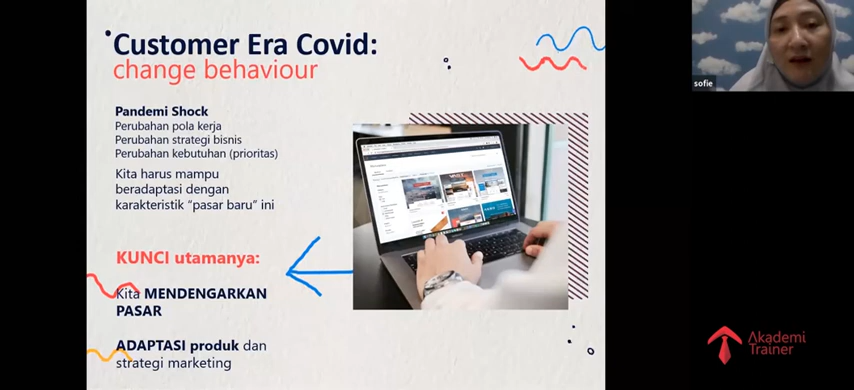 Customer Era Covid:
change behaviour
Pandemi Shock
Perubahan pola kerja
Perubahan strategi bisnis
Perubahan kebutuhan (prioritas)
Kita harus mampu
beradaptasi dengan
karakteristik "pasar baru" ini
KUNCI utamanya:
Kita MENDENGARKAN
PASAR
ADAPTASI produk dan
strategi marketing
sofie
Akademi
Trainer